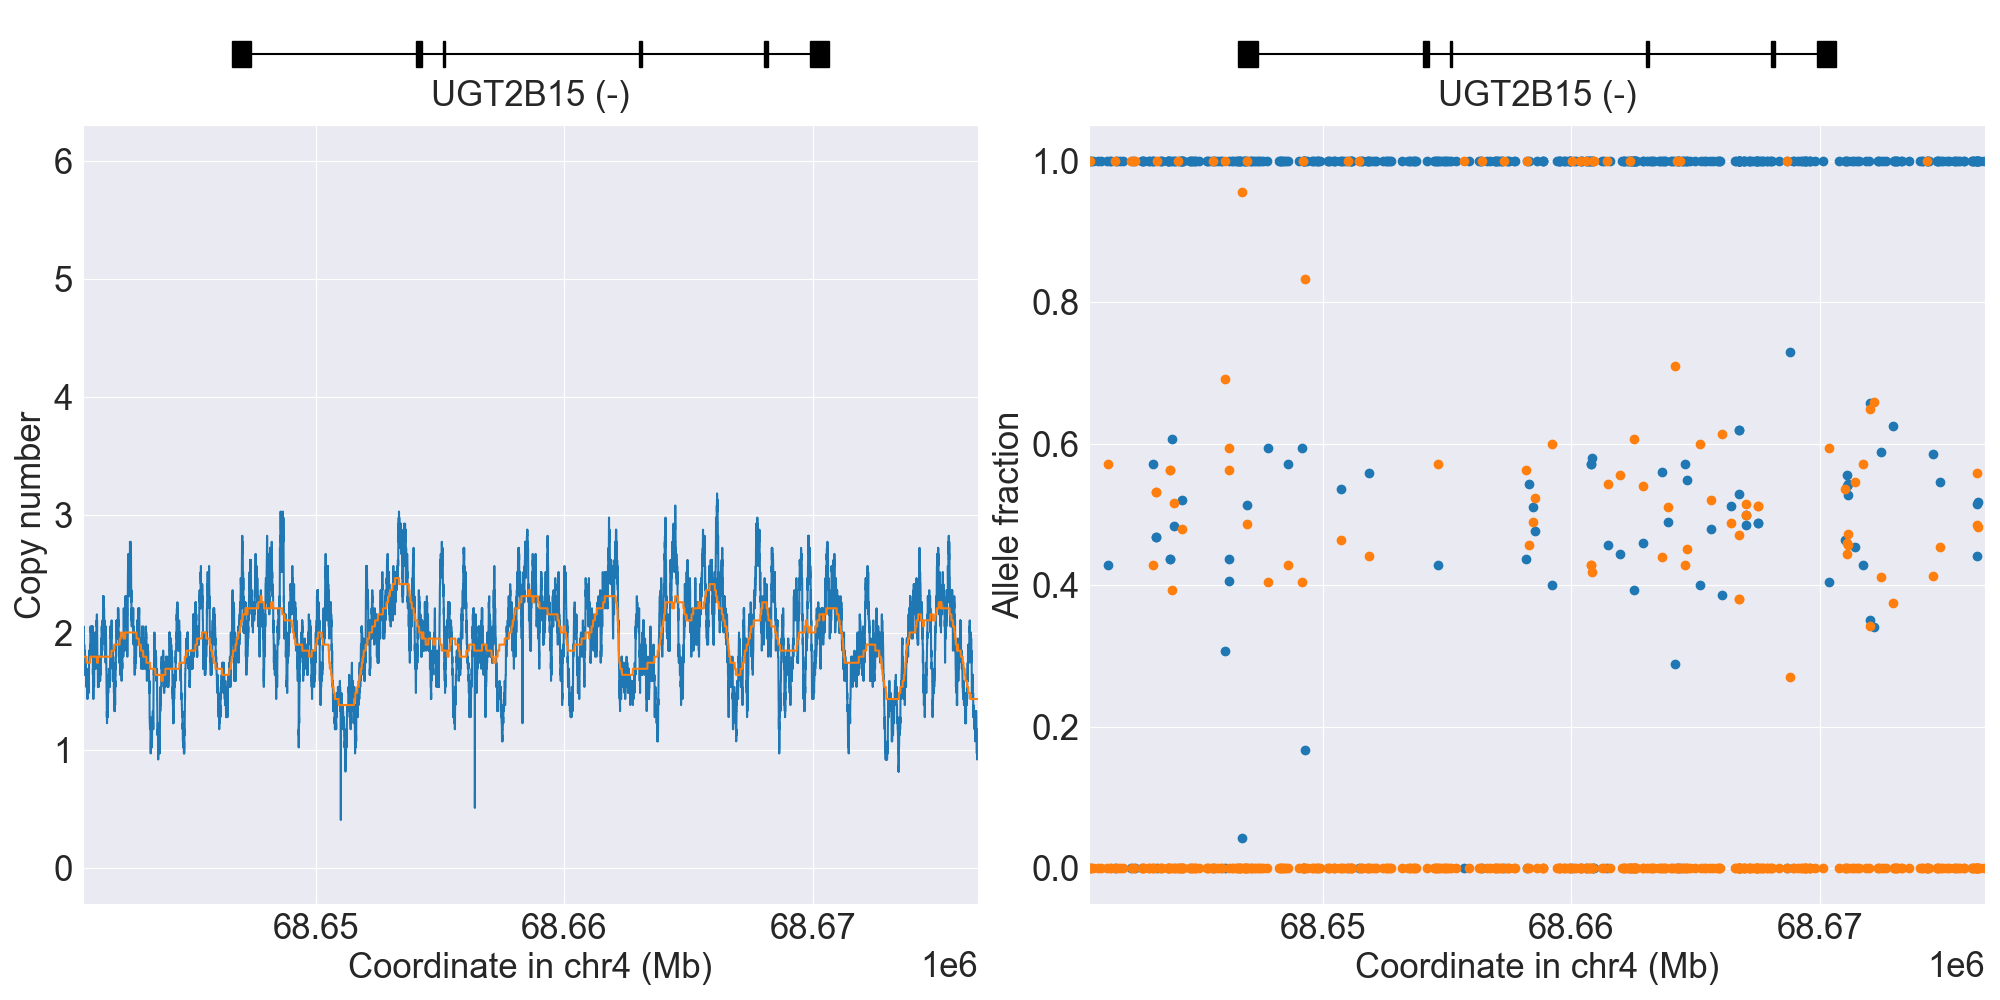 UGT2B15 (-)
6
5
4
3
2
1
0
Copy number
68.65 68.66 68.67
Coordinate in chr4 (Mb)
1e6
UGT2B15 (-)
1.0
0.8
0.6
0.4
0.2
0.0
Allele fraction
68.65 68.66 68.67
Coordinate in chr4 (Mb)
1e6